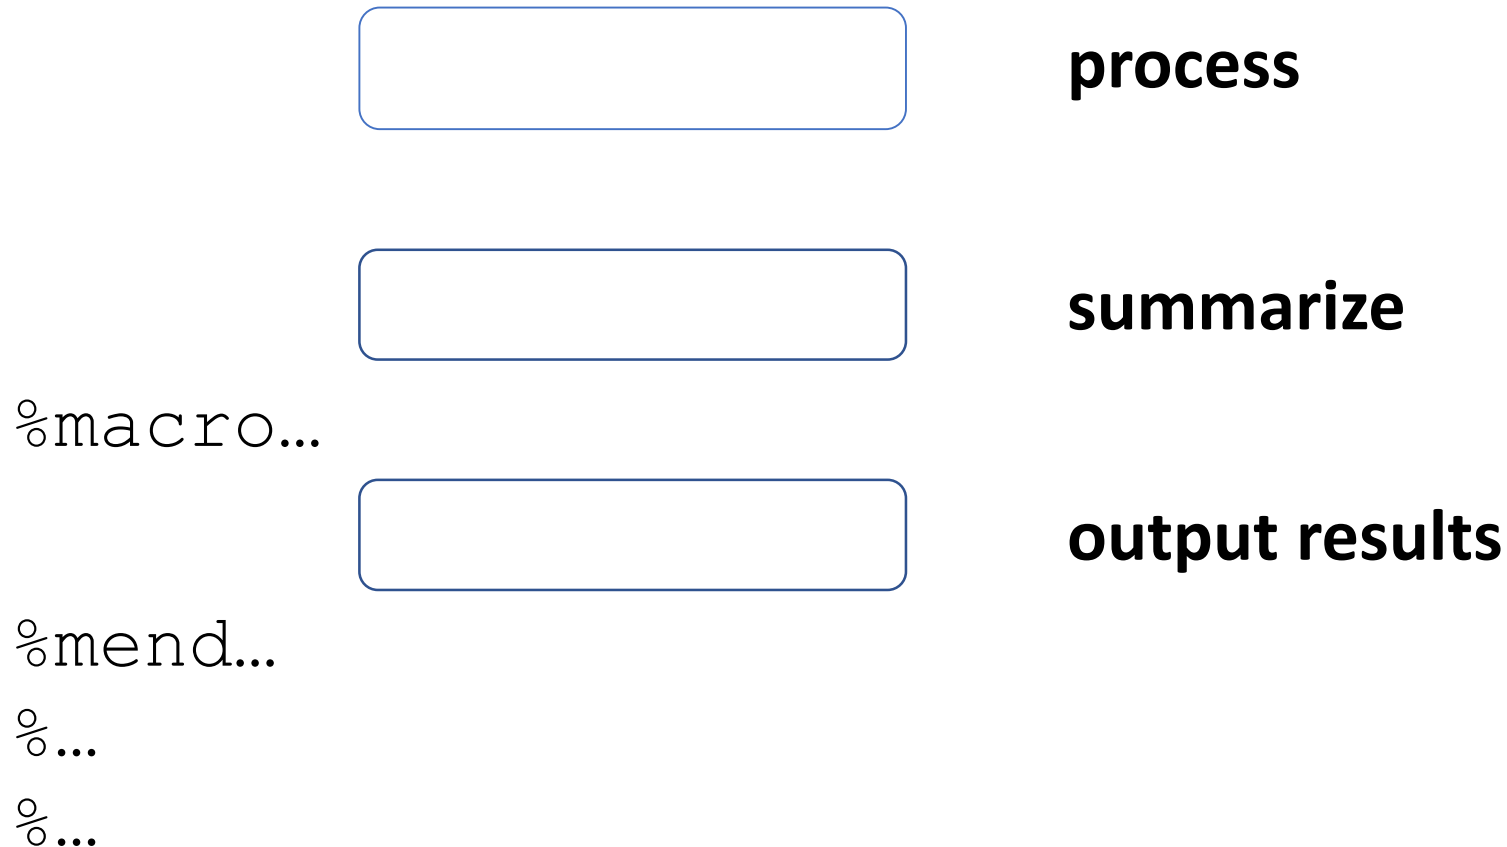 process
summarize
%macro…
output results
%mend…
%…
%…